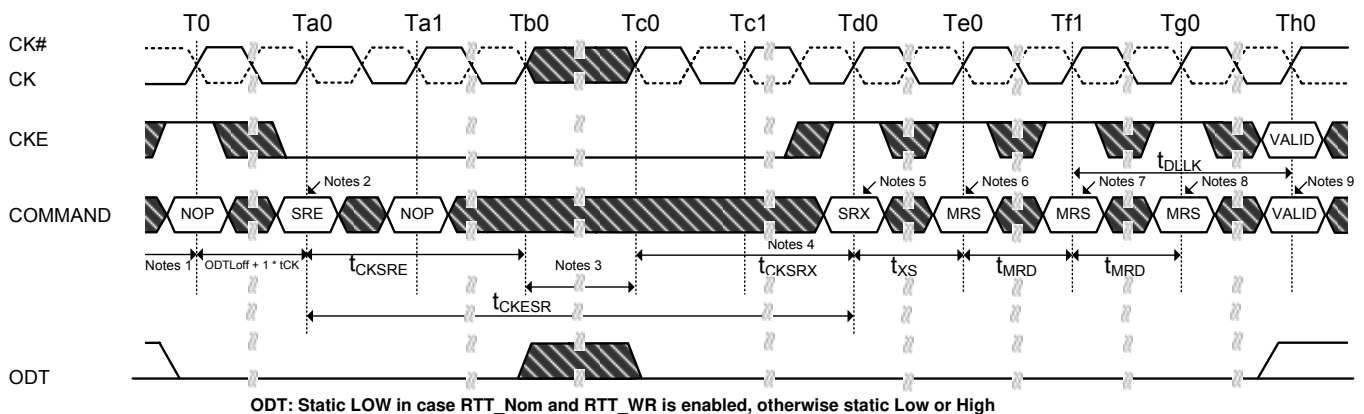 T0 Ta0 Ta1 Tb0 Tc0 Tc1 Td0 Te0 Tf1 Tg0 Th0
CK#
CK
CKE
VALID
tDLLK
Notes 2 Notes 5 Notes 6 Notes 7 Notes 8 Notes 9
COMMAND NOP SRE NOP SRX MRS MRS MRS VALID
Notes 1 ODTLoff + 1 * tCK tCKSRE Notes 3 Notes 4 tCKSRX tXS tMRD tMRD
tCKESR
ODT
ODT: Static LOW in case RTT_Nom and RTT_WR is enabled, otherwise static Low or High